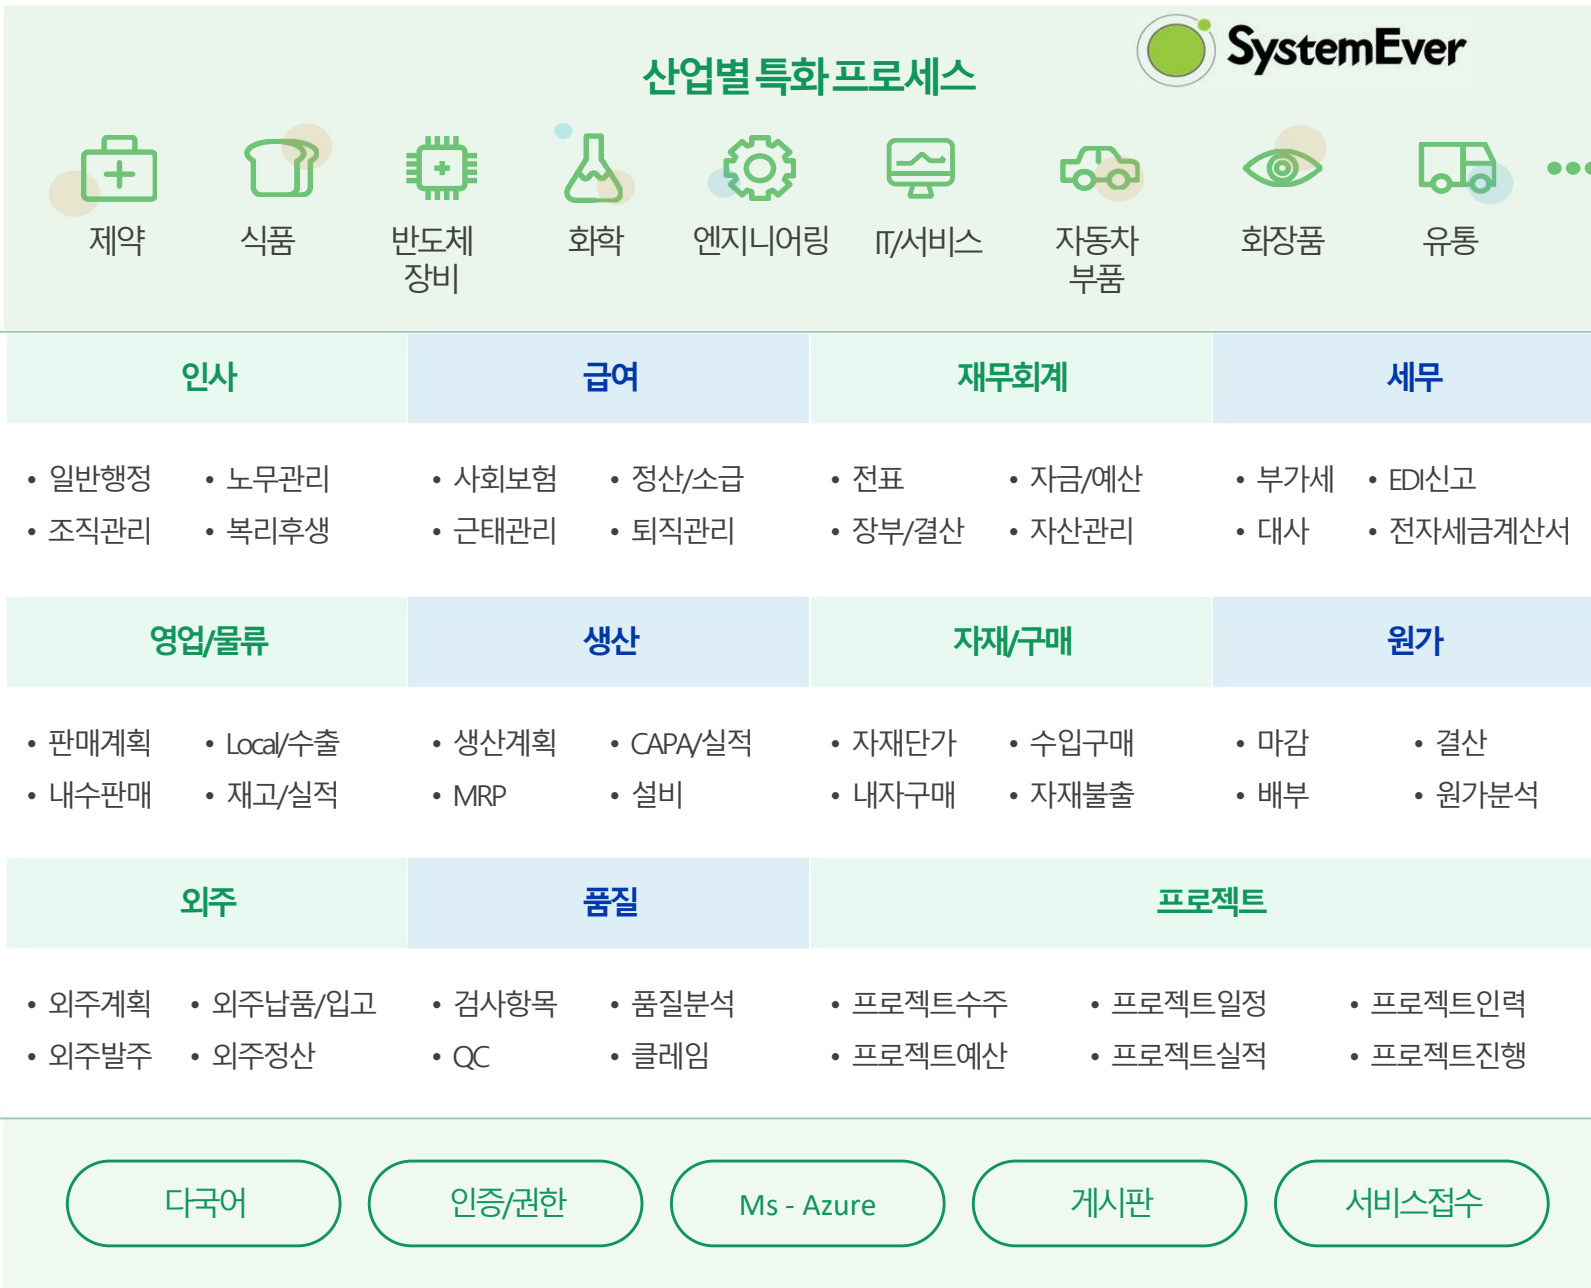 SystemEver
산업별 특화 프로세스
제약 식품 반도체 화학 엔지니어링 IT/서비스 자동차 화장품 유통
장비 부품
인사 급여 재무회계 세무
• 일반행정 • 노무관리 • 사회보험 • 정산/소급 • 전표 • 자금/예산 • 부가세 • EDI신고
• 조직관리 • 복리후생 • 근태관리 • 퇴직관리 • 장부/결산 • 자산관리 • 대사 • 전자세금계산서
영업/물류 생산 자재/구매 원가
• 판매계획 • Local/수출 • 생산계획 • CAPA/실적 • 자재단가 • 수입구매 • 마감 • 결산
• 내수판매 • 재고/실적 • MRP • 설비 • 내자구매 • 자재불출 • 배부 • 원가분석
외주 품질 프로젝트
• 외주계획 • 외주납품/입고 • 검사항목 • 품질분석 • 프로젝트수주 • 프로젝트일정 • 프로젝트인력
• 외주발주 • 외주정산 • QC • 클레임 • 프로젝트예산 • 프로젝트실적 • 프로젝트진행
다국어 인증/권한 Ms - Azure 게시판 서비스접수